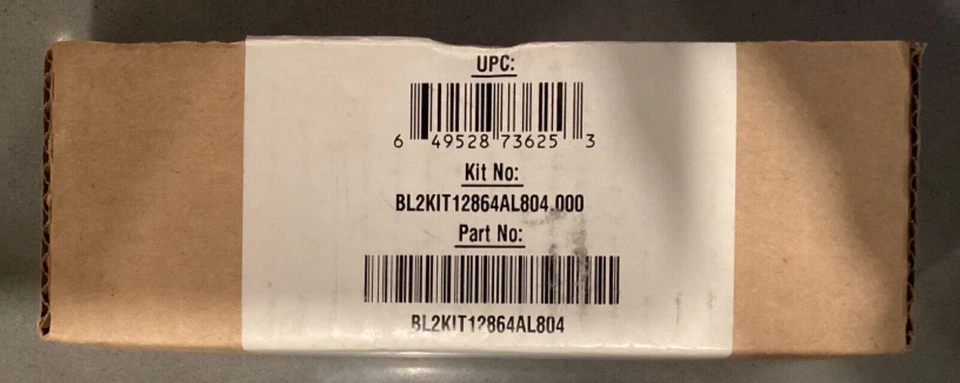 UPC:
6 49528 73625 3
Kit No:
BL2KIT12864AL804.000
Part No:
BL2KIT12864AL804